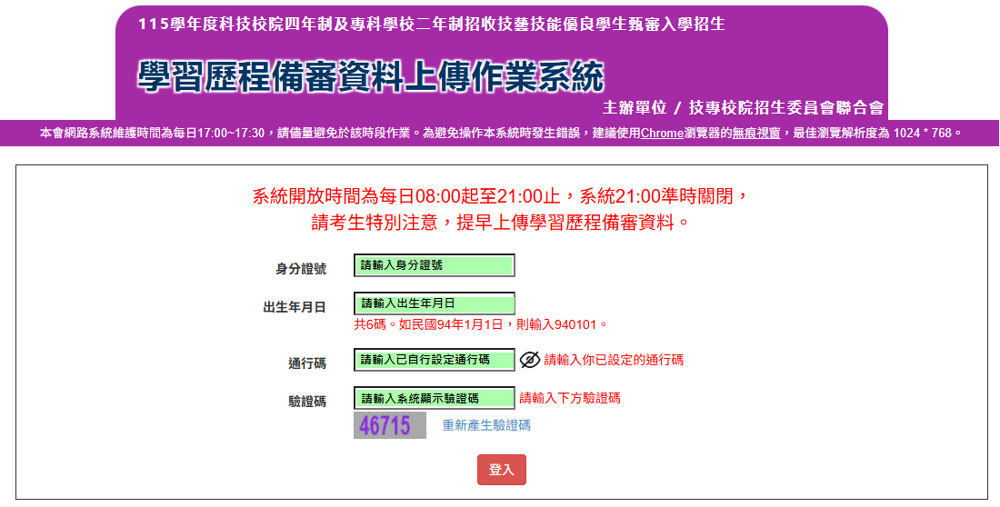 115學年度科技校院四年制及專科學校二年制招收技藝技能優良學生甄審入學招生
學習歷程備審資料上傳作業系統
主辦單位 / 技專校院招生委員會聯合會
本會網路系統維護時間為每日17:00~17:30，請儘量避免於該時段作業。為避免操作本系統時發生錯誤，建議使用Chrome瀏覽器的無痕視窗，最佳瀏覽解析度為 1024 * 768。
系統開放時間為每日08:00起至21:00止，系統21:00準時關閉，
請考生特別注意，提早上傳學習歷程備審資料。
身分證號 請輸入身分證號
出生年月日 請輸入出生年月日
共6碼。如民國94年1月1日，則輸入940101。
通行碼 請輸入已自行設定通行碼 請輸入你已設定的通行碼
驗證碼 請輸入系統顯示驗證碼 請輸入下方驗證碼
46715 重新產生驗證碼
登入